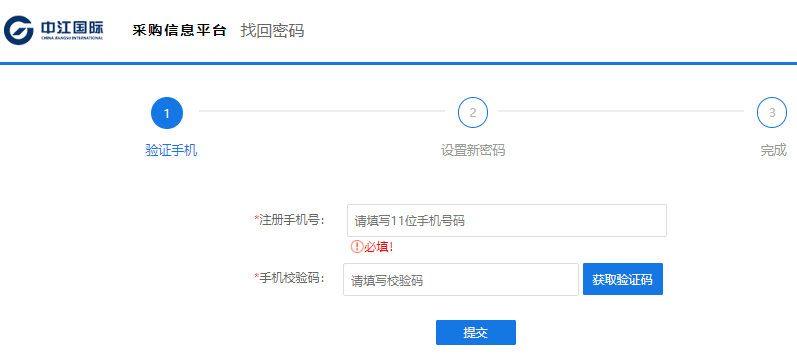 中江国际 采购信息平台 找回密码
CHINA JIANGSU INTERNATIONAL
1 2 3
验证手机 设置新密码 完成
*注册手机号: 请填写11位手机号码
必填!
*手机校验码: 请填写校验码 获取验证码
提交